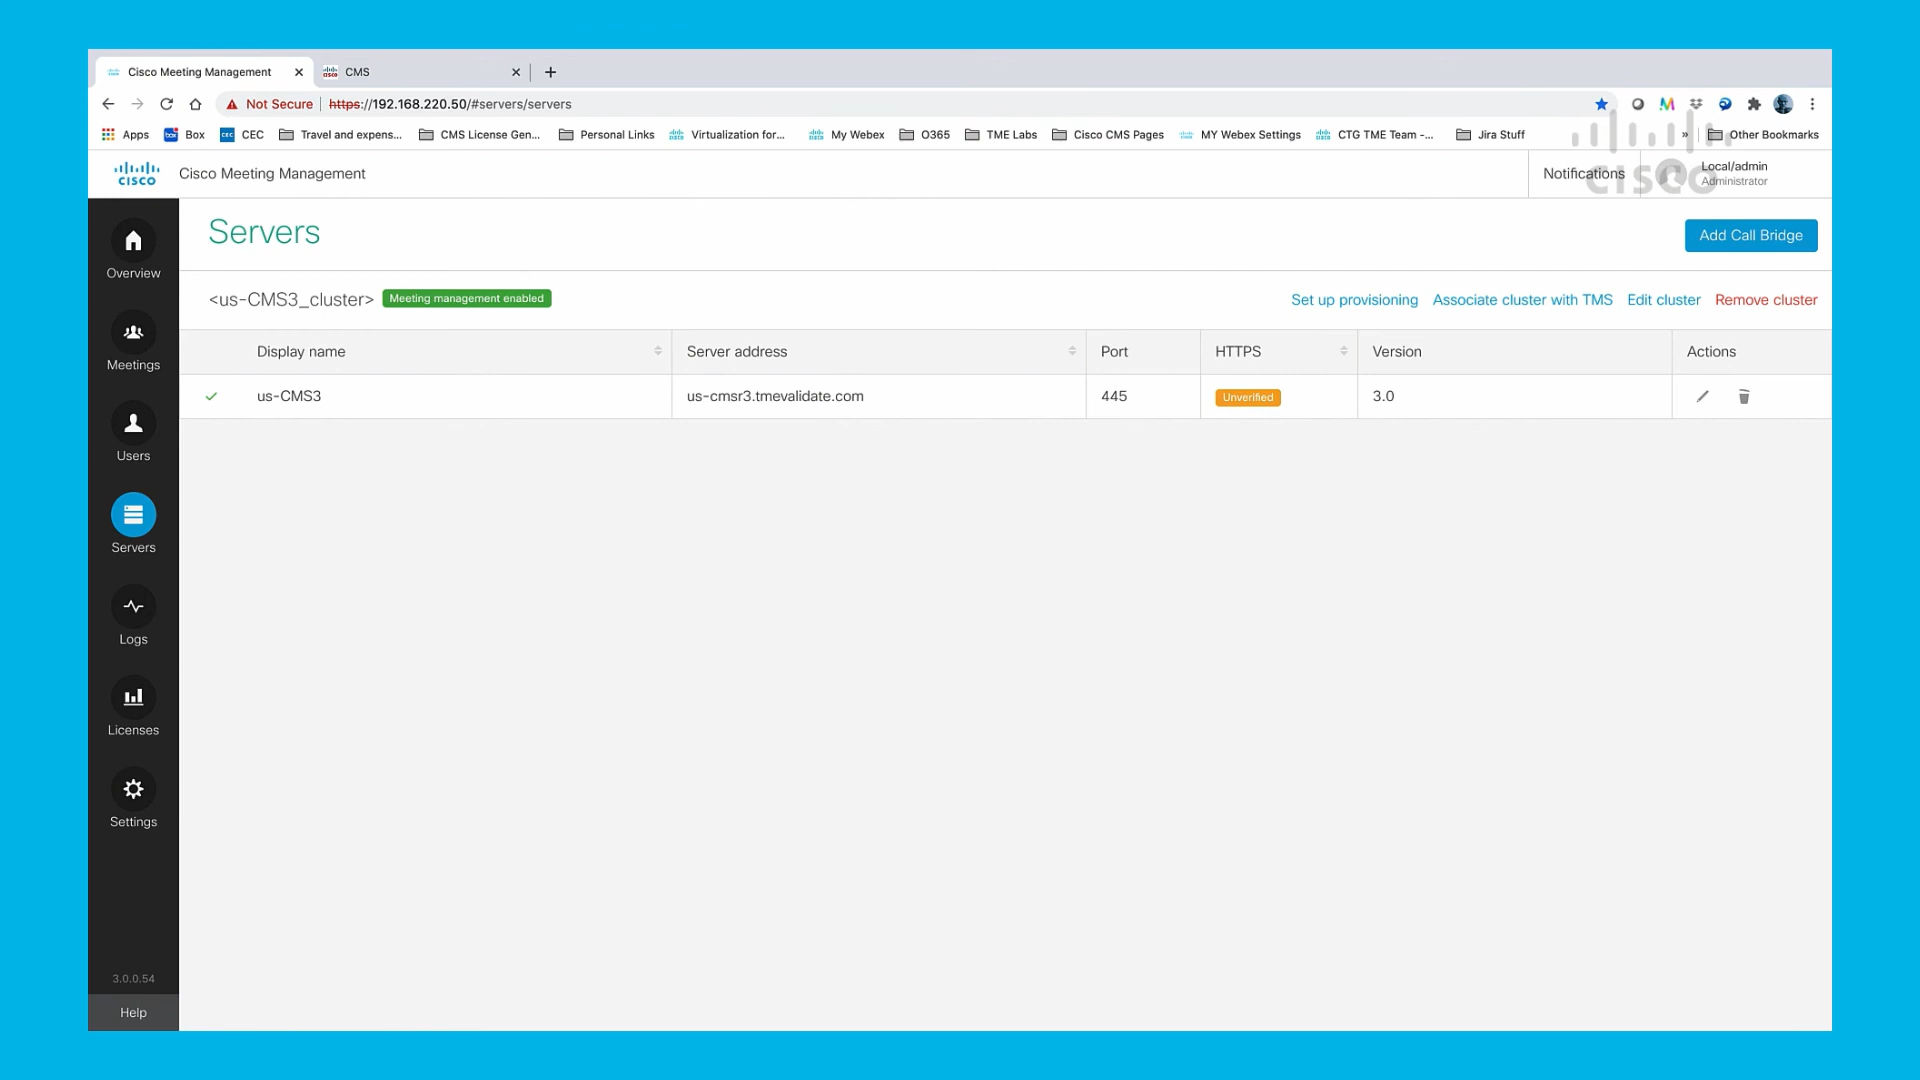 Cisco Meeting Management
CMS
Not Secure https://192.168.220.50/#servers/servers
Apps Box CEC Travel and expens... CMS License Gen... Personal Links Virtualization for... My Webex O365 TME Labs Cisco CMS Pages MY Webex Settings CTG TME Team -... Jira Stuff » Other Bookmarks
CISCO Cisco Meeting Management Notifications Local/admin
Administrator
cisco
Servers Add Call Bridge
<us-CMS3_cluster> Meeting management enabled Set up provisioning Associate cluster with TMS Edit cluster Remove cluster
Display name Server address Port HTTPS Version Actions
us-CMS3 us-cmsr3.tmevalidate.com 445 Unverified 3.0
Overview
Meetings
Users
Servers
Logs
Licenses
Settings
3.0.0.54
Help